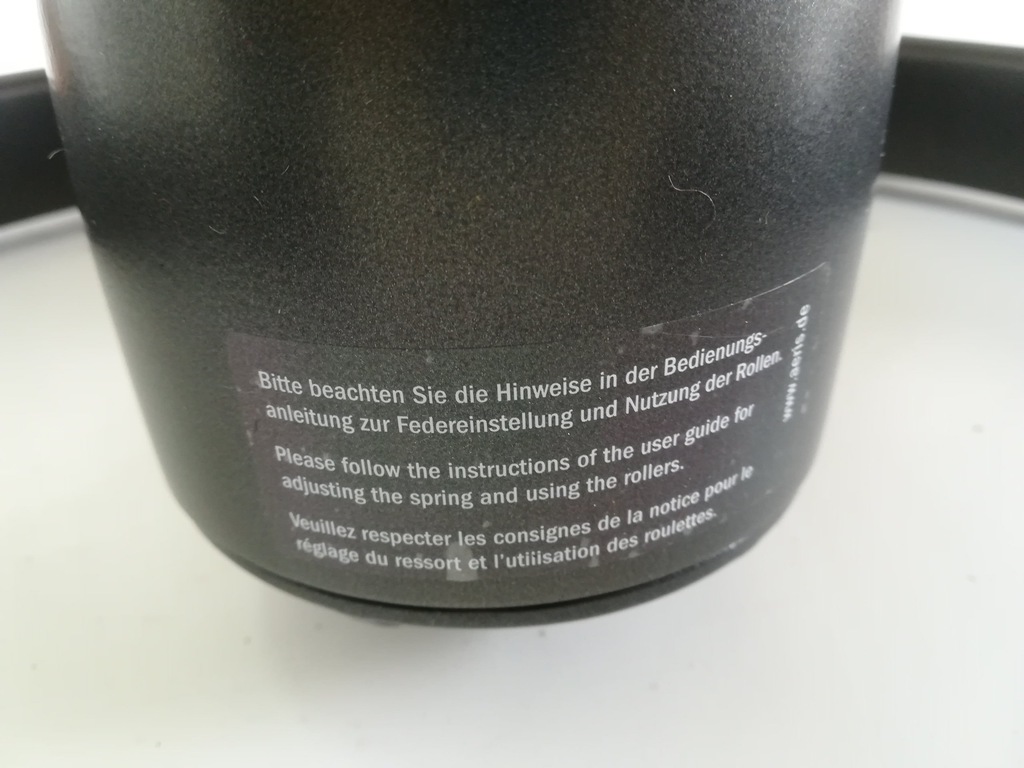 Bitte beachten Sie die Hinweise in der Bedienungs-
anleitung zur Federeinstellung und Nutzung der Rollen.
Please follow the instructions of the user guide for
adjusting the spring and using the rollers.
Veuillez respecter les consignes de la notice pour le
réglage du ressort et l'utilisation des roulettes.
www.aeris.de